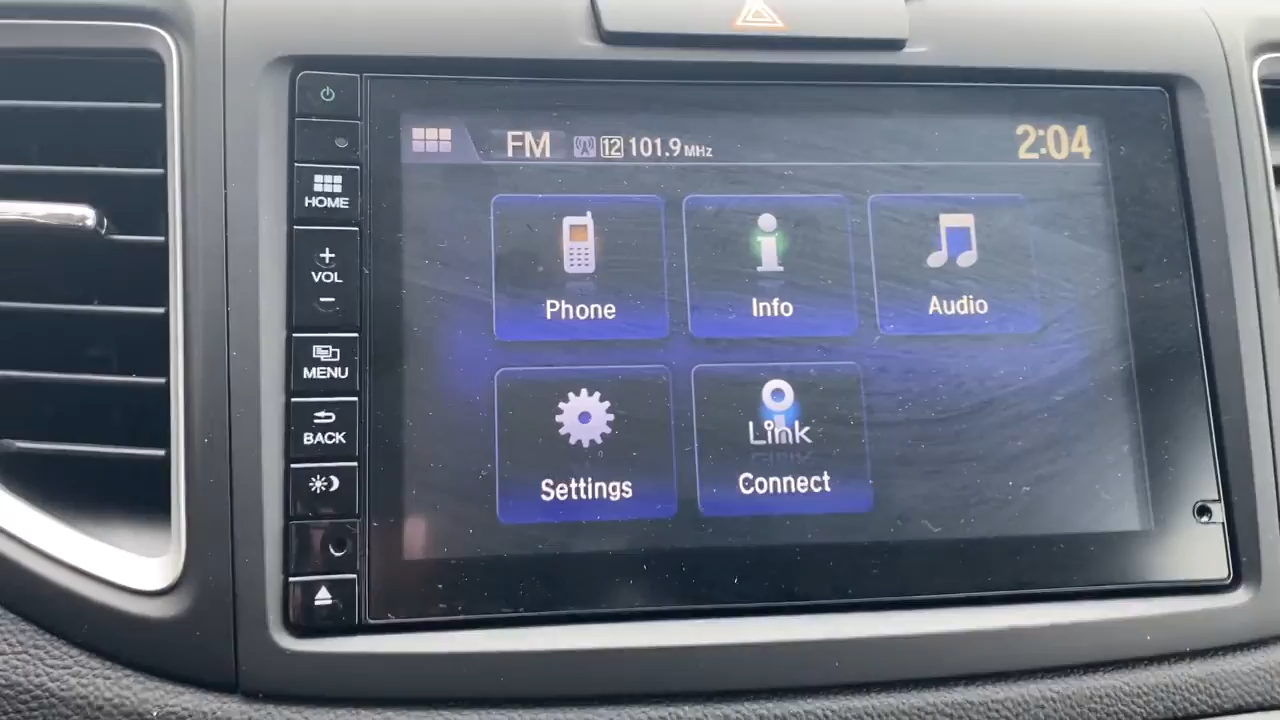 FM 12 101.9 MHz 2:04
HOME
+
VOL
−
MENU
BACK
Phone
Info
Audio
Settings
Link
Connect